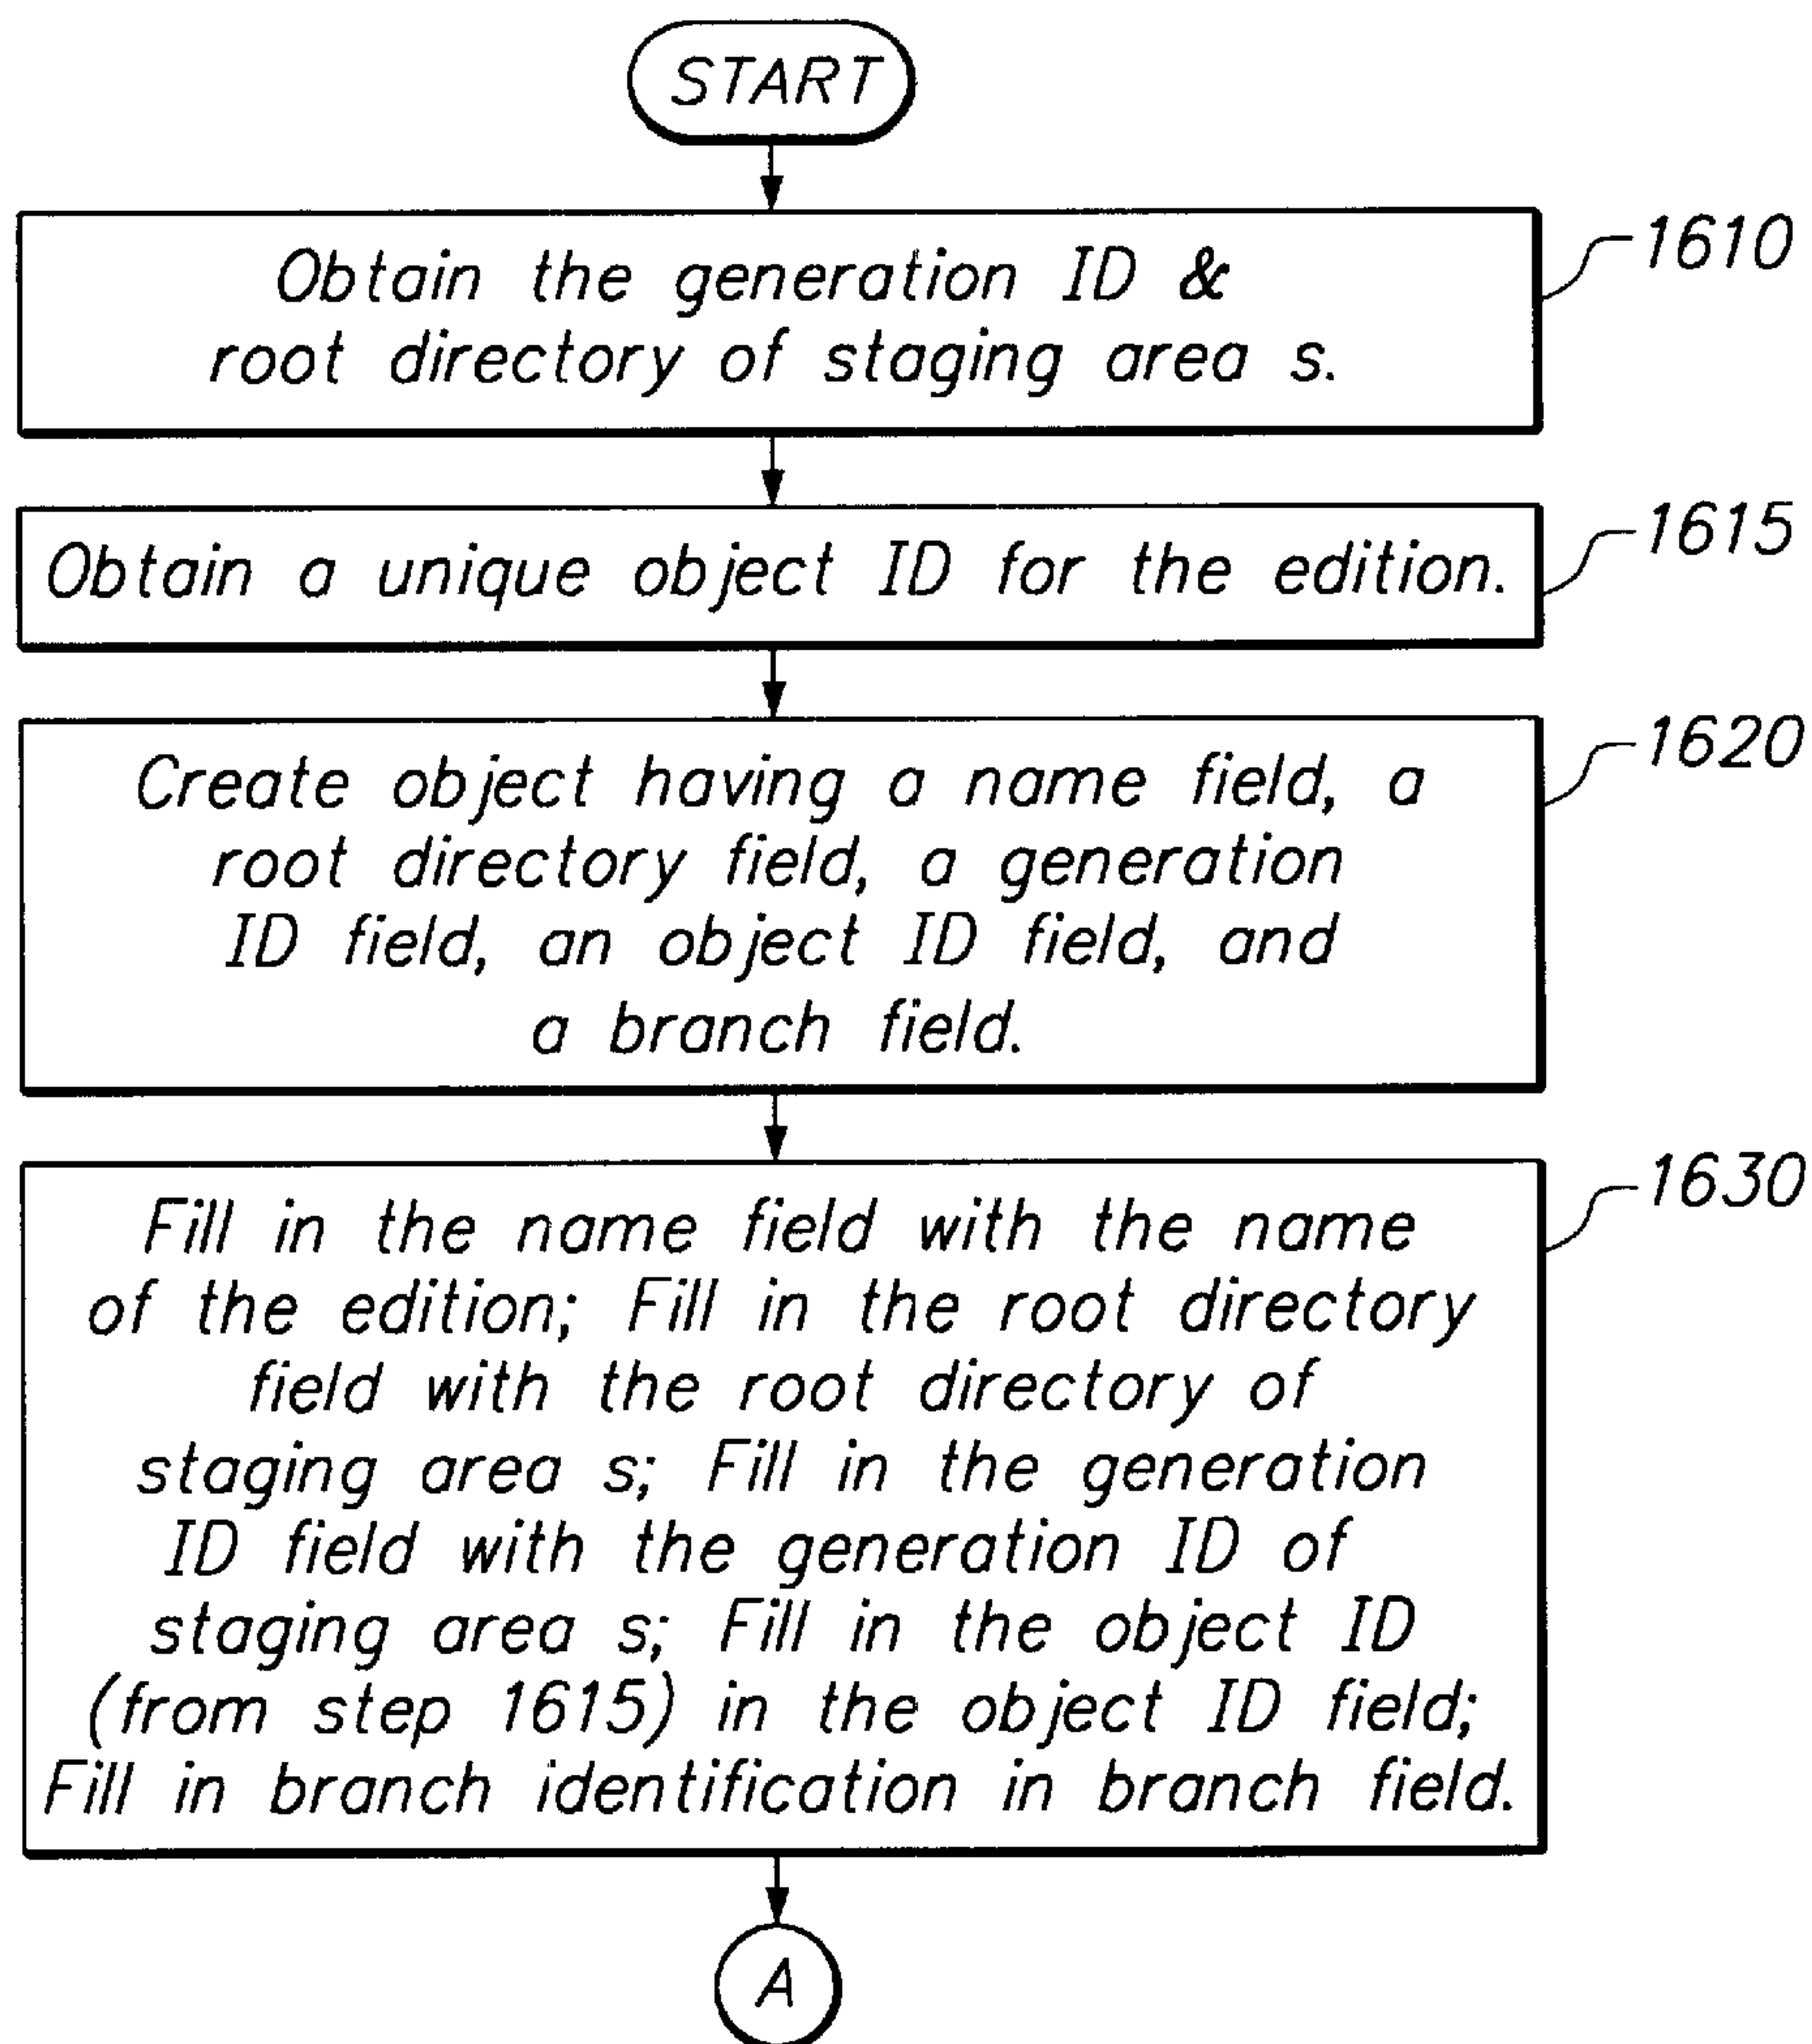 START
Obtain the generation ID &
root directory of staging area s.
1610
Obtain a unique object ID for the edition.
1615
Create object having a name field, a
root directory field, a generation
ID field, an object ID field, and
a branch field.
1620
Fill in the name field with the name
of the edition; Fill in the root directory
field with the root directory of
staging area s; Fill in the generation
ID field with the generation ID of
staging area s; Fill in the object ID
(from step 1615) in the object ID field;
Fill in branch identification in branch field.
1630
A